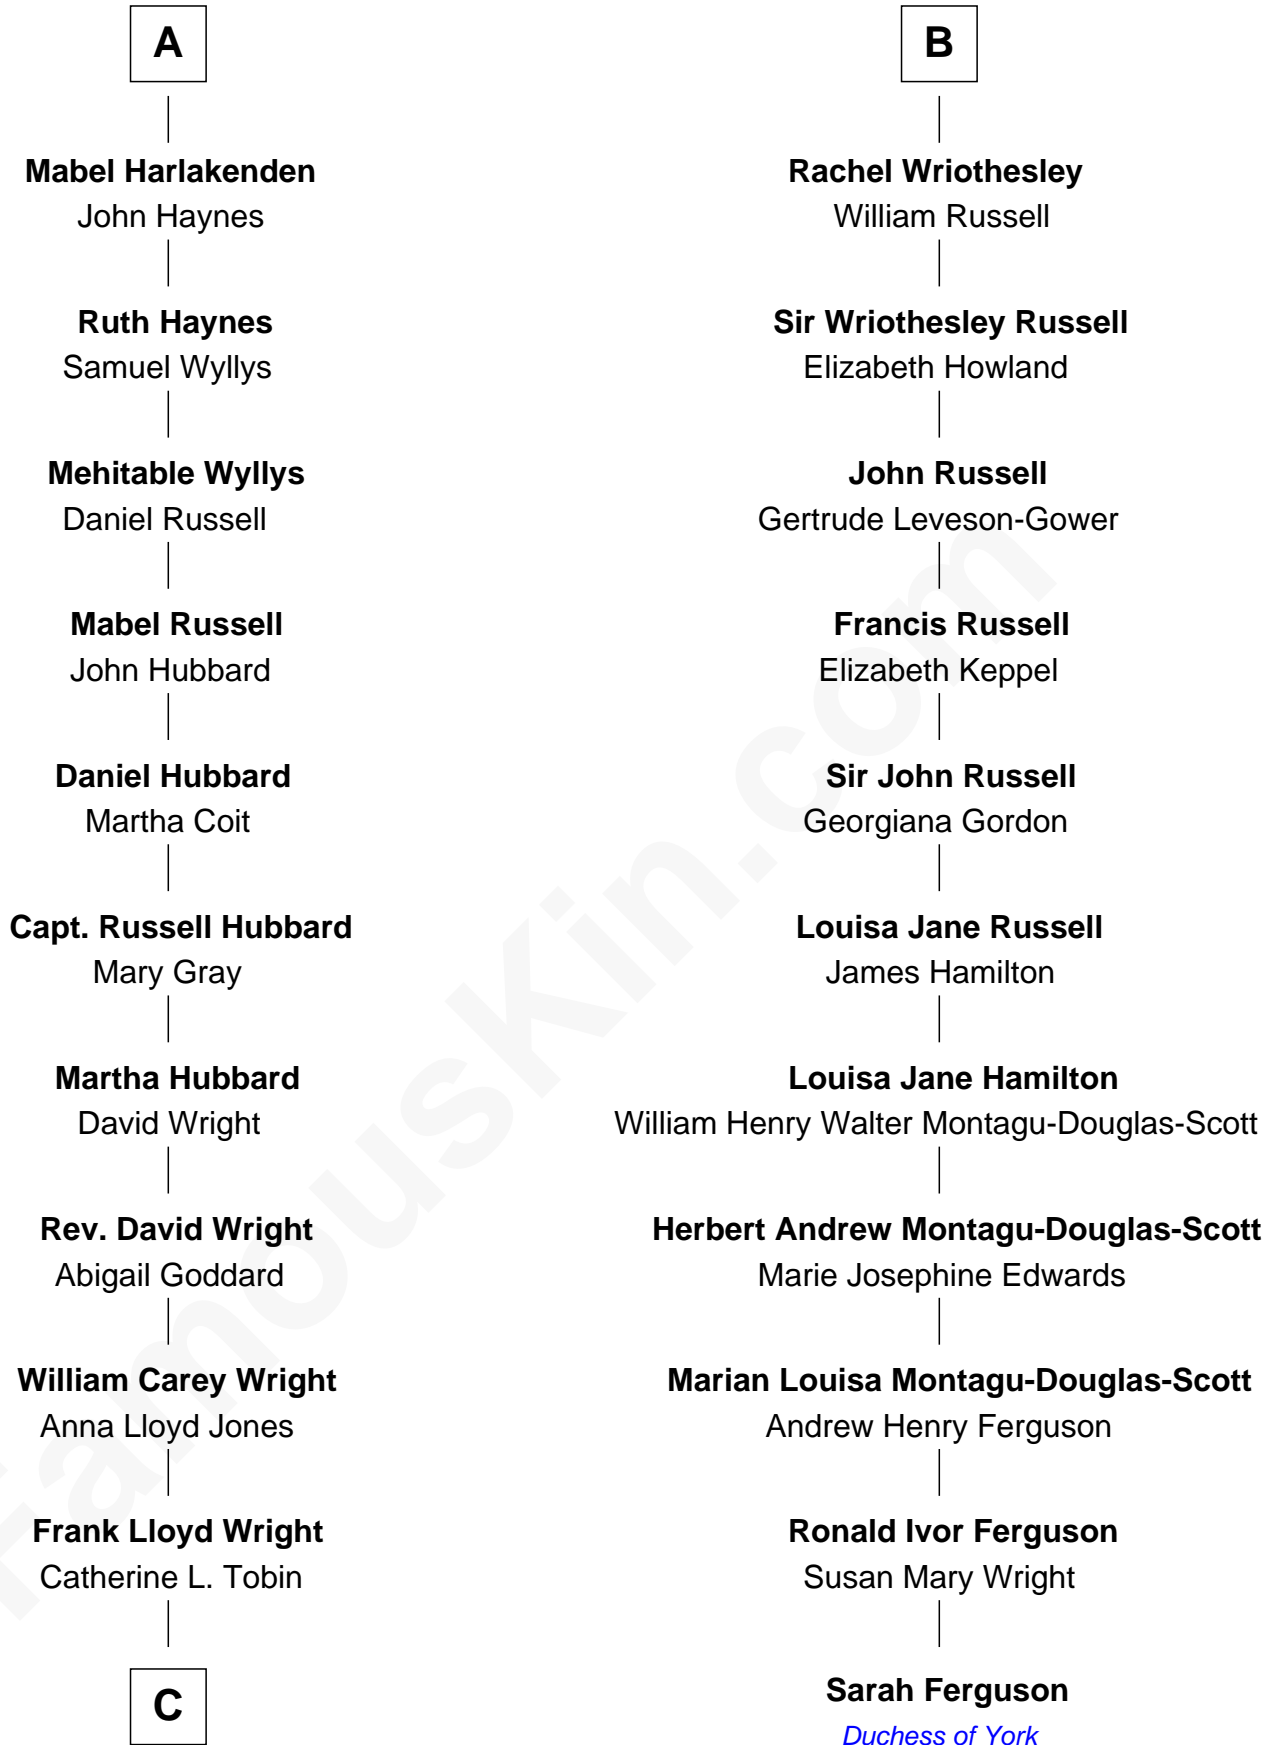 A
Mabel Harlakenden
John Haynes
Ruth Haynes
Samuel Wyllys
Mehitable Wyllys
Daniel Russell
Mabel Russell
John Hubbard
Daniel Hubbard
Martha Coit
Capt. Russell Hubbard
Mary Gray
Martha Hubbard
David Wright
Rev. David Wright
Abigail Goddard
William Carey Wright
Anna Lloyd Jones
Frank Lloyd Wright
Catherine L. Tobin
C
B
Rachel Wriothesley
William Russell
Sir Wriothesley Russell
Elizabeth Howland
John Russell
Gertrude Leveson-Gower
Francis Russell
Elizabeth Keppel
Sir John Russell
Georgiana Gordon
Louisa Jane Russell
James Hamilton
Louisa Jane Hamilton
William Henry Walter Montagu-Douglas-Scott
Herbert Andrew Montagu-Douglas-Scott
Marie Josephine Edwards
Marian Louisa Montagu-Douglas-Scott
Andrew Henry Ferguson
Ronald Ivor Ferguson
Susan Mary Wright
Sarah Ferguson
Duchess of York
FamousKin.com